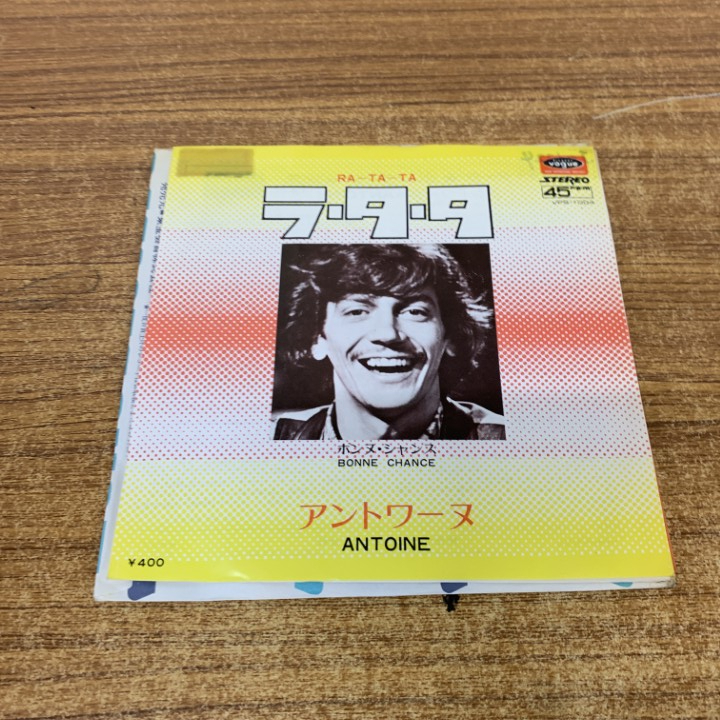 vogue
RA-TA-TA
STEREO
ラ・タ・タ
45
ボンヌ・シャンス
BONNE CHANCE
アントワーヌ
ANTOINE
¥400